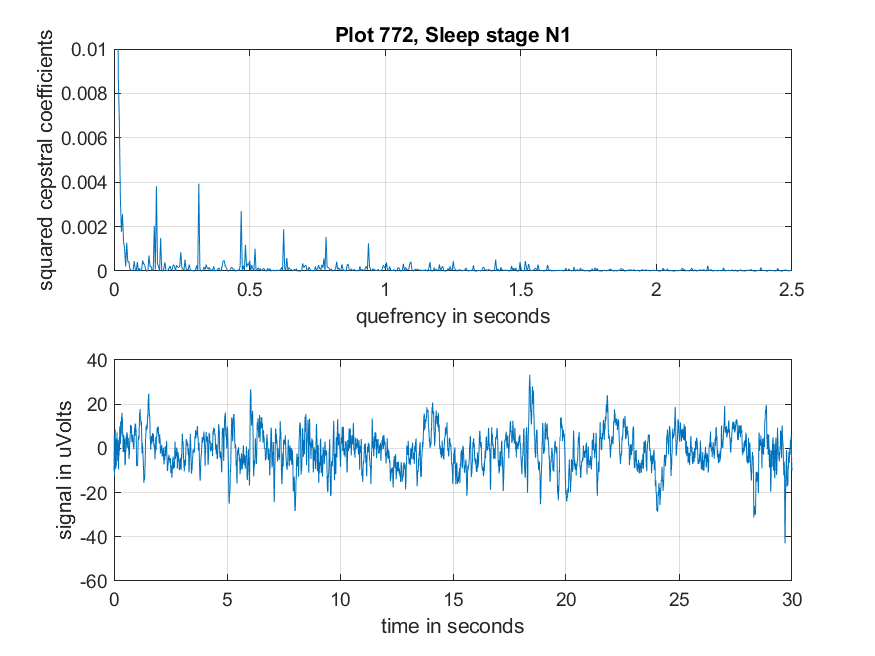 Plot 772, Sleep stage N1
squared cepstral coefficients
0.01
0.008
0.006
0.004
0.002
0
0 0.5 1 1.5 2 2.5
quefrency in seconds
signal in uVolts
40
20
0
-20
-40
-60
0 5 10 15 20 25 30
time in seconds